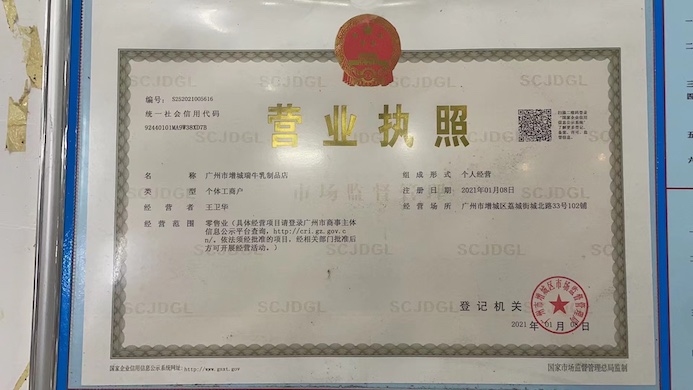 编号: S252021005616
统一社会信用代码
92440101MA9W38XD7B
营业执照
扫描二维码登录
“国家企业信用
信息公示系统”
了解更多登记、
备案、许可、监
管信息。
名称 广州市增城瑞牛乳制品店
类型 个体工商户
经营者 王卫华
经营范围 零售业(具体经营项目请登录广州市商事主体
信息公示平台查询, http://cri.gz.gov.c
n/。依法须经批准的项目, 经相关部门批准后
方可开展经营活动。)
组成形式 个人经营
注册日期 2021年01月08日
经营场所 广州市增城区荔城街城北路33号102铺
SCJDGL SCJDGL SCJDGL
市场监督管理
SCJDGL SCJDGL SCJDGL
登记机关
广州市增城区市场监督管理局
2021年01月08日
国家企业信用信息公示系统网址: http://www.gsxt.gov
国家市场监督管理总局监制